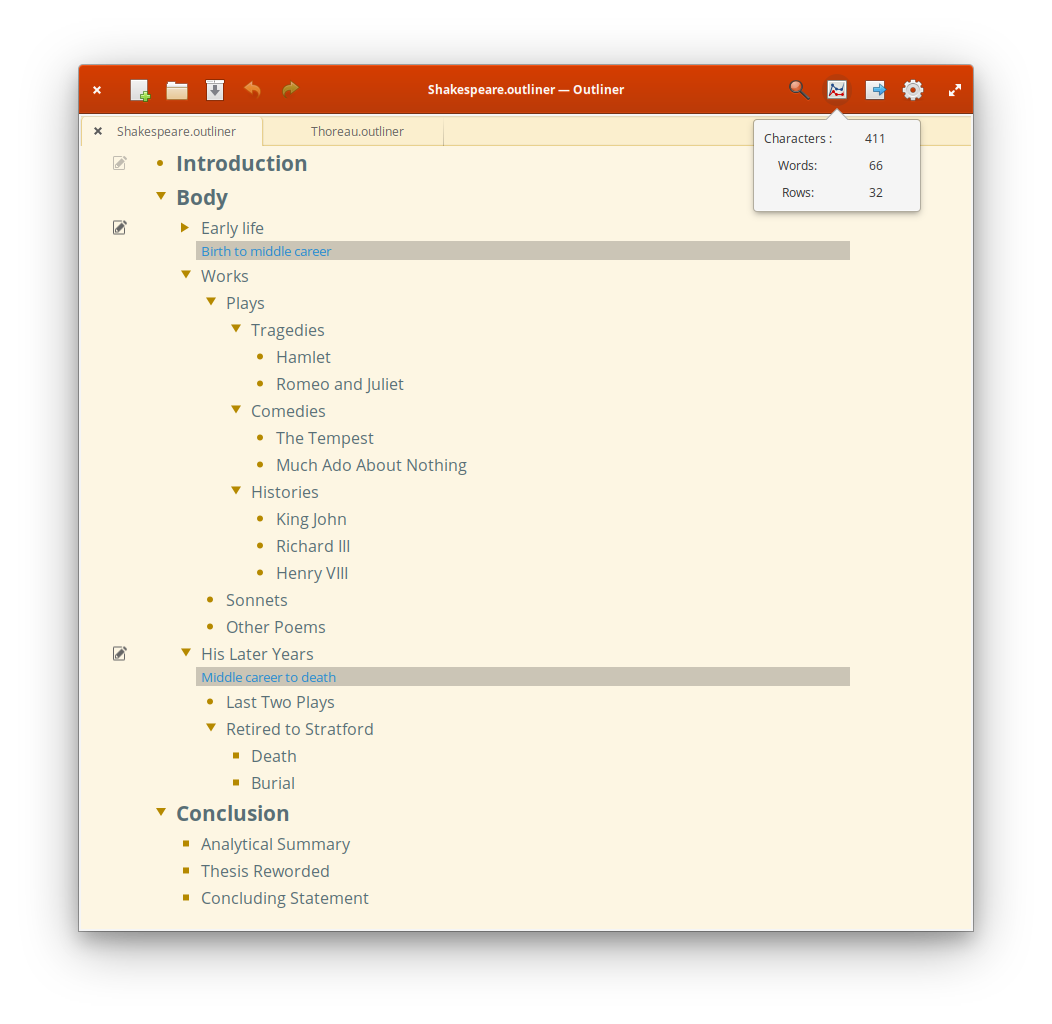 Shakespeare.outliner — Outliner
Shakespeare.outliner
Thoreau.outliner
Characters : 411
Words: 66
Rows: 32
Introduction
Body
Early life
Birth to middle career
Works
Plays
Tragedies
Hamlet
Romeo and Juliet
Comedies
The Tempest
Much Ado About Nothing
Histories
King John
Richard III
Henry VIII
Sonnets
Other Poems
His Later Years
Middle career to death
Last Two Plays
Retired to Stratford
Death
Burial
Conclusion
Analytical Summary
Thesis Reworded
Concluding Statement